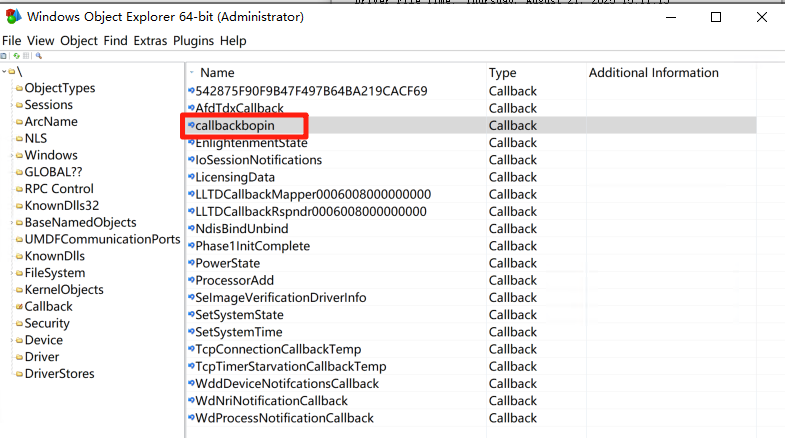 Windows Object Explorer 64-bit (Administrator)
File View Object Find Extras Plugins Help
\
ObjectTypes
Sessions
ArcName
NLS
Windows
GLOBAL??
RPC Control
KnownDlls32
BaseNamedObjects
UMDFCommunicationPorts
KnownDlls
FileSystem
KernelObjects
Callback
Security
Device
Driver
DriverStores
Name Type Additional Information
542875F90F9B47F497B64BA219CACF69 Callback
AfdTdxCallback Callback
callbackbopin Callback
EnlightenmentState Callback
IoSessionNotifications Callback
LicensingData Callback
LLTDCallbackMapper0006008000000000 Callback
LLTDCallbackRspndr0006008000000000 Callback
NdisBindUnbind Callback
Phase1InitComplete Callback
PowerState Callback
ProcessorAdd Callback
SeImageVerificationDriverInfo Callback
SetSystemState Callback
SetSystemTime Callback
TcpConnectionCallbackTemp Callback
TcpTimerStarvationCallbackTemp Callback
WddDeviceNotifcationsCallback Callback
WdNriNotificationCallback Callback
WdProcessNotificationCallback Callback